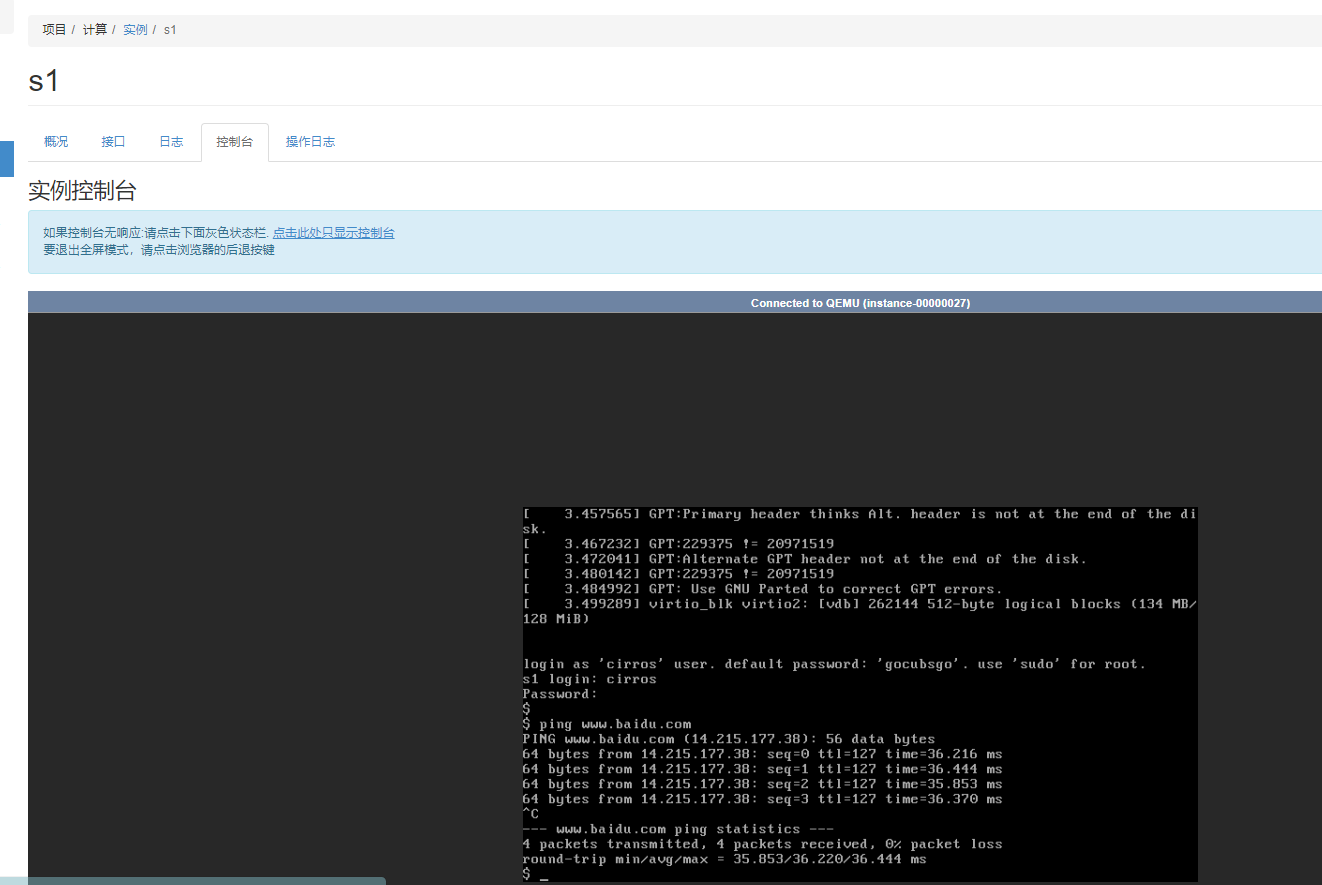 项目 / 计算 / 实例 / s1
s1
概况 接口 日志 控制台 操作日志
实例控制台
如果控制台无响应:请点击下面灰色状态栏. 点击此处只显示控制台
要退出全屏模式，请点击浏览器的后退按键
Connected to QEMU (instance-00000027)
[    3.457565] GPT:Primary header thinks Alt. header is not at the end of the di
sk.
[    3.467232] GPT:229375 != 20971519
[    3.472041] GPT:Alternate GPT header not at the end of the disk.
[    3.480142] GPT:229375 != 20971519
[    3.484992] GPT: Use GNU Parted to correct GPT errors.
[    3.499289] virtio_blk virtio2: [vdb] 262144 512-byte logical blocks (134 MB/
128 MiB)
login as 'cirros' user. default password: 'gocubsgo'. use 'sudo' for root.
s1 login: cirros
Password:
$
$ ping www.baidu.com
PING www.baidu.com (14.215.177.38): 56 data bytes
64 bytes from 14.215.177.38: seq=0 ttl=127 time=36.216 ms
64 bytes from 14.215.177.38: seq=1 ttl=127 time=36.444 ms
64 bytes from 14.215.177.38: seq=2 ttl=127 time=35.853 ms
64 bytes from 14.215.177.38: seq=3 ttl=127 time=36.370 ms
^C
--- www.baidu.com ping statistics ---
4 packets transmitted, 4 packets received, 0% packet loss
round-trip min/avg/max = 35.853/36.220/36.444 ms
$ _